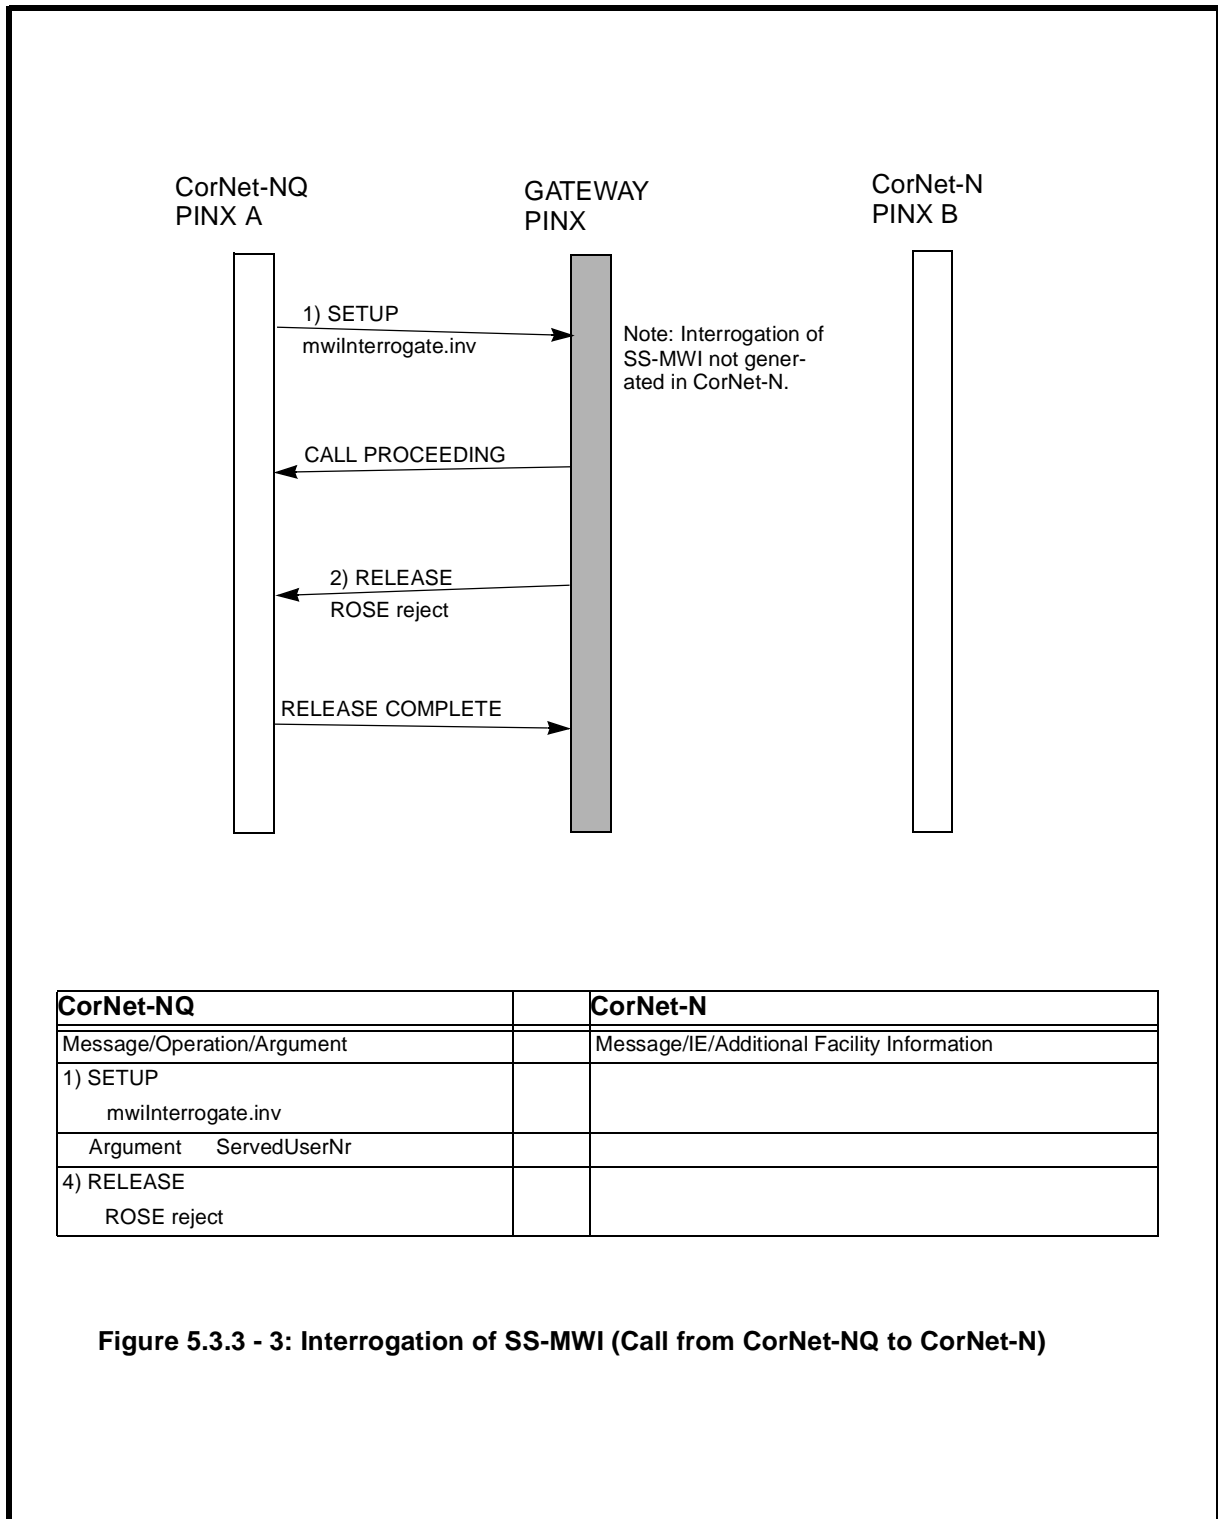 CorNet-NQ
PINX A
GATEWAY
PINX
CorNet-N
PINX B
1) SETUP
mwiInterrogate.inv
Note: Interrogation of
SS-MWI not gener-
ated in CorNet-N.
CALL PROCEEDING
2) RELEASE
ROSE reject
RELEASE COMPLETE
CorNet-NQ CorNet-N
Message/Operation/Argument Message/IE/Additional Facility Information
1) SETUP
mwiInterrogate.inv
Argument ServedUserNr
4) RELEASE
ROSE reject
Figure 5.3.3 - 3: Interrogation of SS-MWI (Call from CorNet-NQ to CorNet-N)